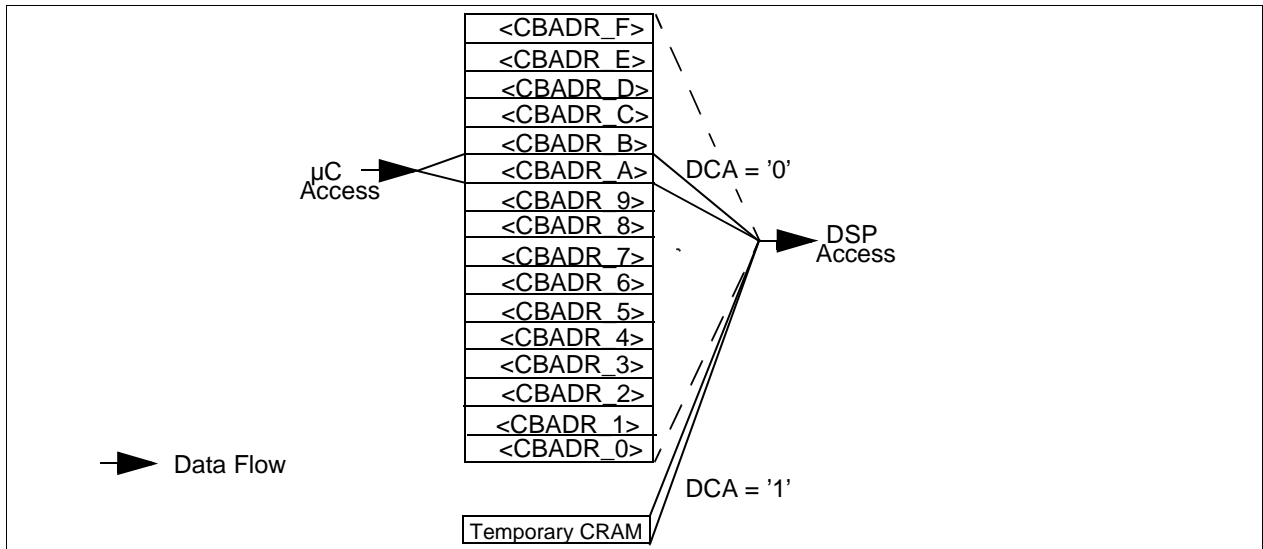 <CBADR_F>
<CBADR_E>
<CBADR_D>
<CBADR_C>
<CBADR_B>
<CBADR_A>
<CBADR_9>
<CBADR_8>
<CBADR_7>
<CBADR_6>
<CBADR_5>
<CBADR_4>
<CBADR_3>
<CBADR_2>
<CBADR_1>
<CBADR_0>
Temporary CRAM
µC
Access
DCA = '0'
DSP
Access
DCA = '1'
Data Flow